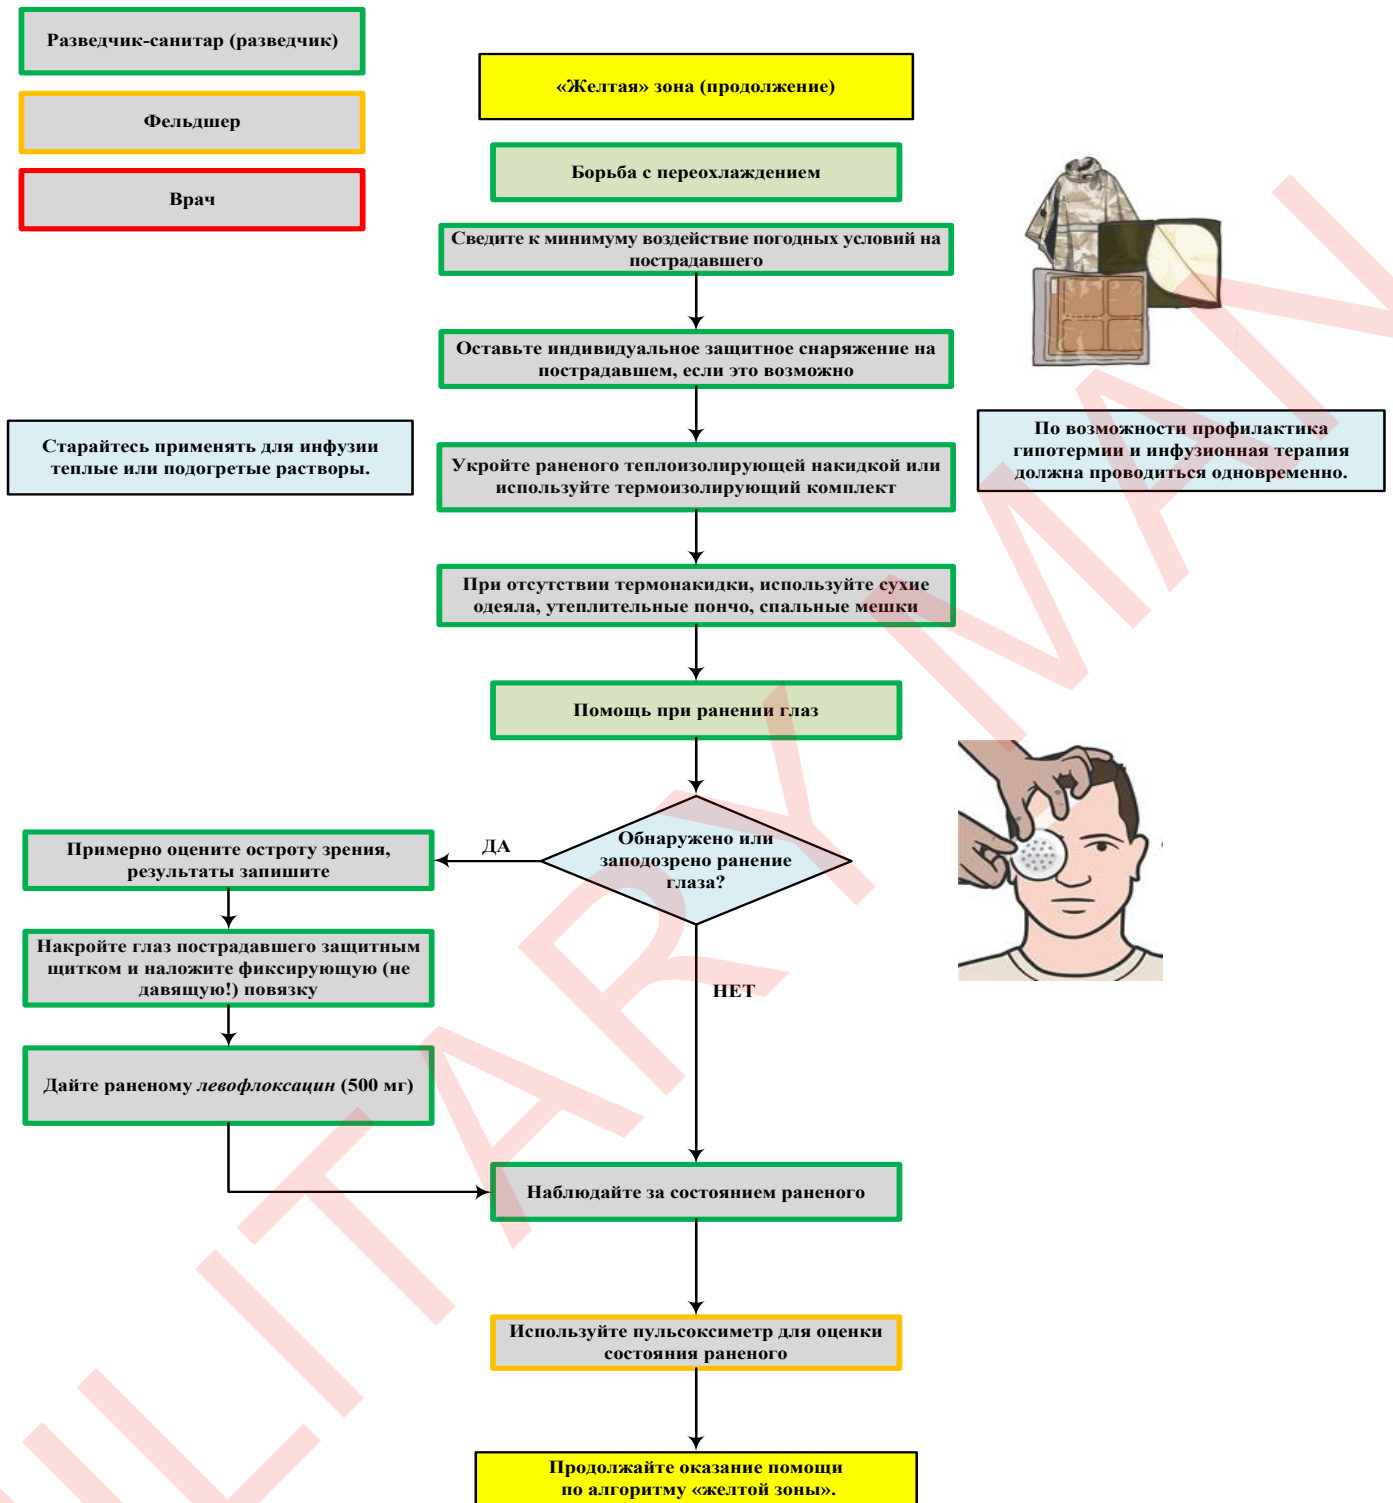 Разведчик-санитар (разведчик)
Фельдшер
Врач
«Желтая» зона (продолжение)
Борьба с переохлаждением
Сведите к минимуму воздействие погодных условий на
пострадавшего
Оставьте индивидуальное защитное снаряжение на
пострадавшем, если это возможно
Старайтесь применять для инфузии
теплые или подогретые растворы.
Укройте раненого теплоизолирующей накидкой или
используйте термоизолирующий комплект
По возможности профилактика
гипотермии и инфузионная терапия
должна проводиться одновременно.
При отсутствии термонакидки, используйте сухие
одеяла, утеплительные пончо, спальные мешки
Помощь при ранении глаз
Обнаружено или
заподозрено ранение
глаза?
ДА
Примерно оцените остроту зрения,
результаты запишите
Накройте глаз пострадавшего защитным
щитком и наложите фиксирующую (не
давящую!) повязку
НЕТ
Дайте раненому левофлоксацин (500 мг)
Наблюдайте за состоянием раненого
Используйте пульсоксиметр для оценки
состояния раненого
Продолжайте оказание помощи
по алгоритму «желтой зоны».
ILITARY MAN